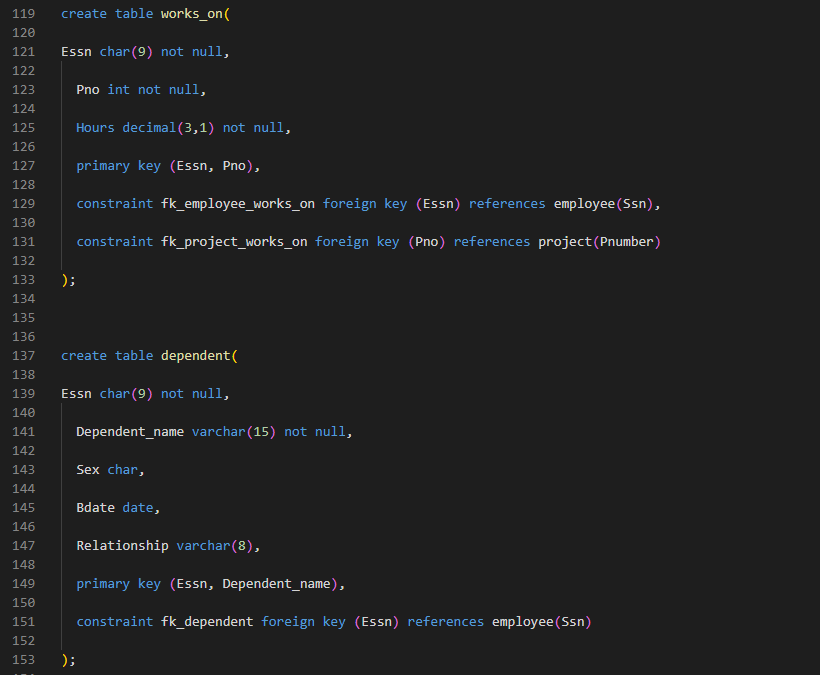 119 create table works_on(
120
121 Essn char(9) not null,
122
123 Pno int not null,
124
125 Hours decimal(3,1) not null,
126
127 primary key (Essn, Pno),
128
129 constraint fk_employee_works_on foreign key (Essn) references employee(Ssn),
130
131 constraint fk_project_works_on foreign key (Pno) references project(Pnumber)
132
133 );
134
135
136
137 create table dependent(
138
139 Essn char(9) not null,
140
141 Dependent_name varchar(15) not null,
142
143 Sex char,
144
145 Bdate date,
146
147 Relationship varchar(8),
148
149 primary key (Essn, Dependent_name),
150
151 constraint fk_dependent foreign key (Essn) references employee(Ssn)
152
153 );